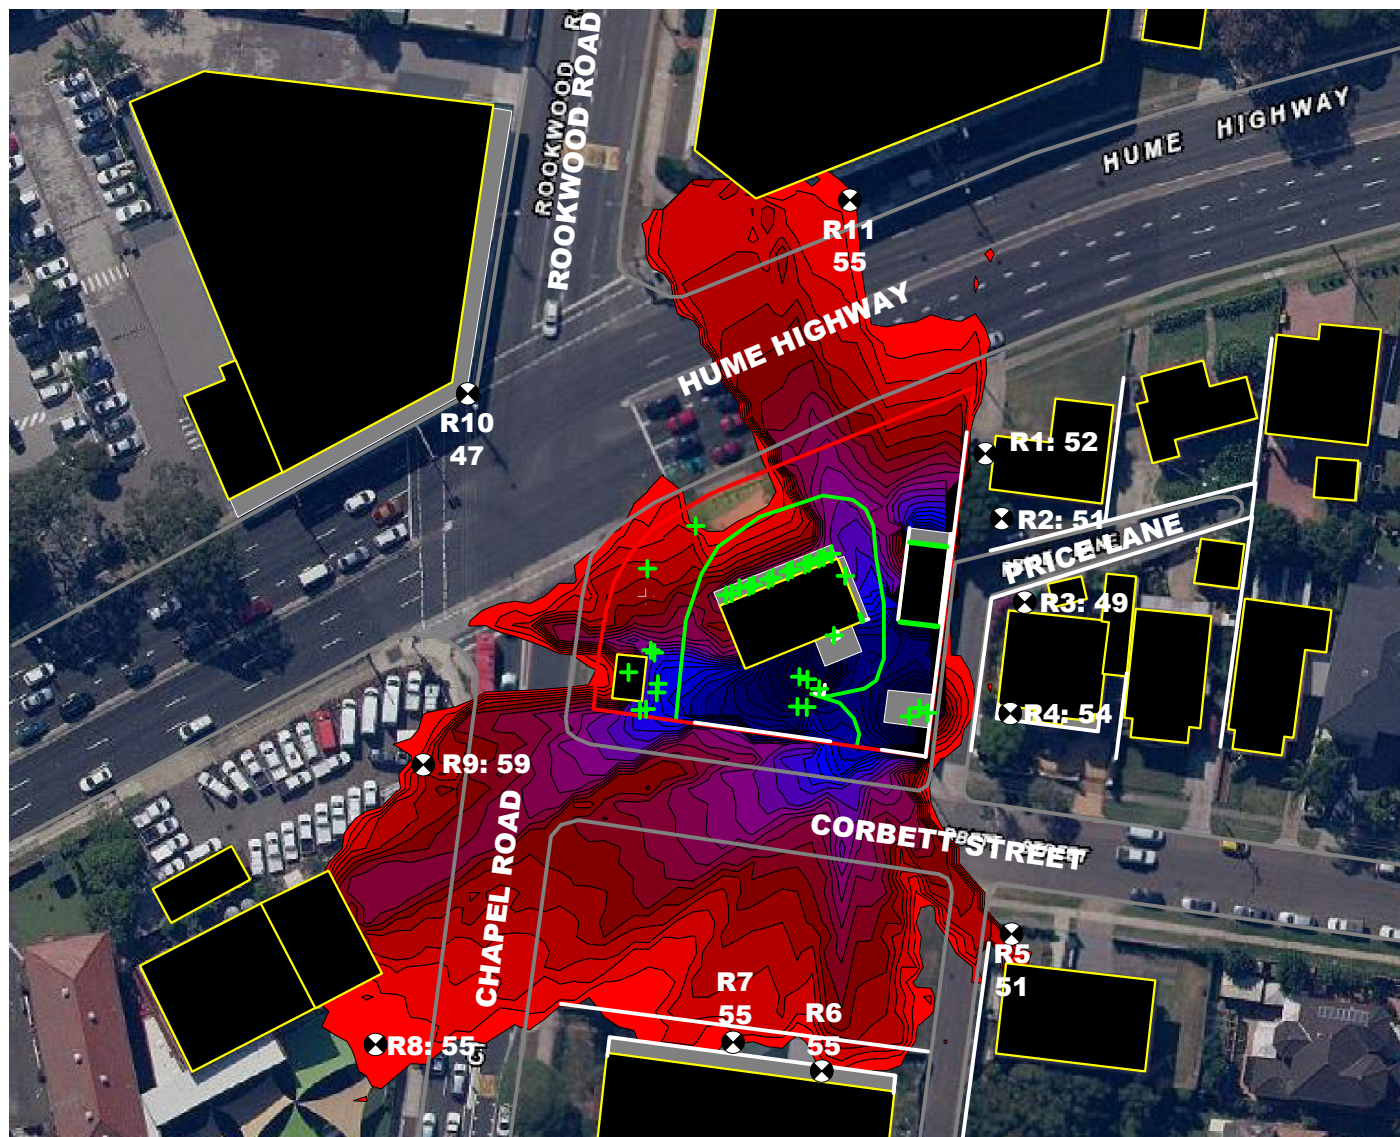 ROOKWOOD ROAD
ROOKWOOD
HUME HIGHWAY
R11
55
HUME HIGHWAY
R10
47
R1: 52
R2: 51
PRICE LANE
R3: 49
R4: 54
R9: 59
CORBETT STREET
CHAPEL ROAD
R5
51
R7
55
R6
55
R8: 55